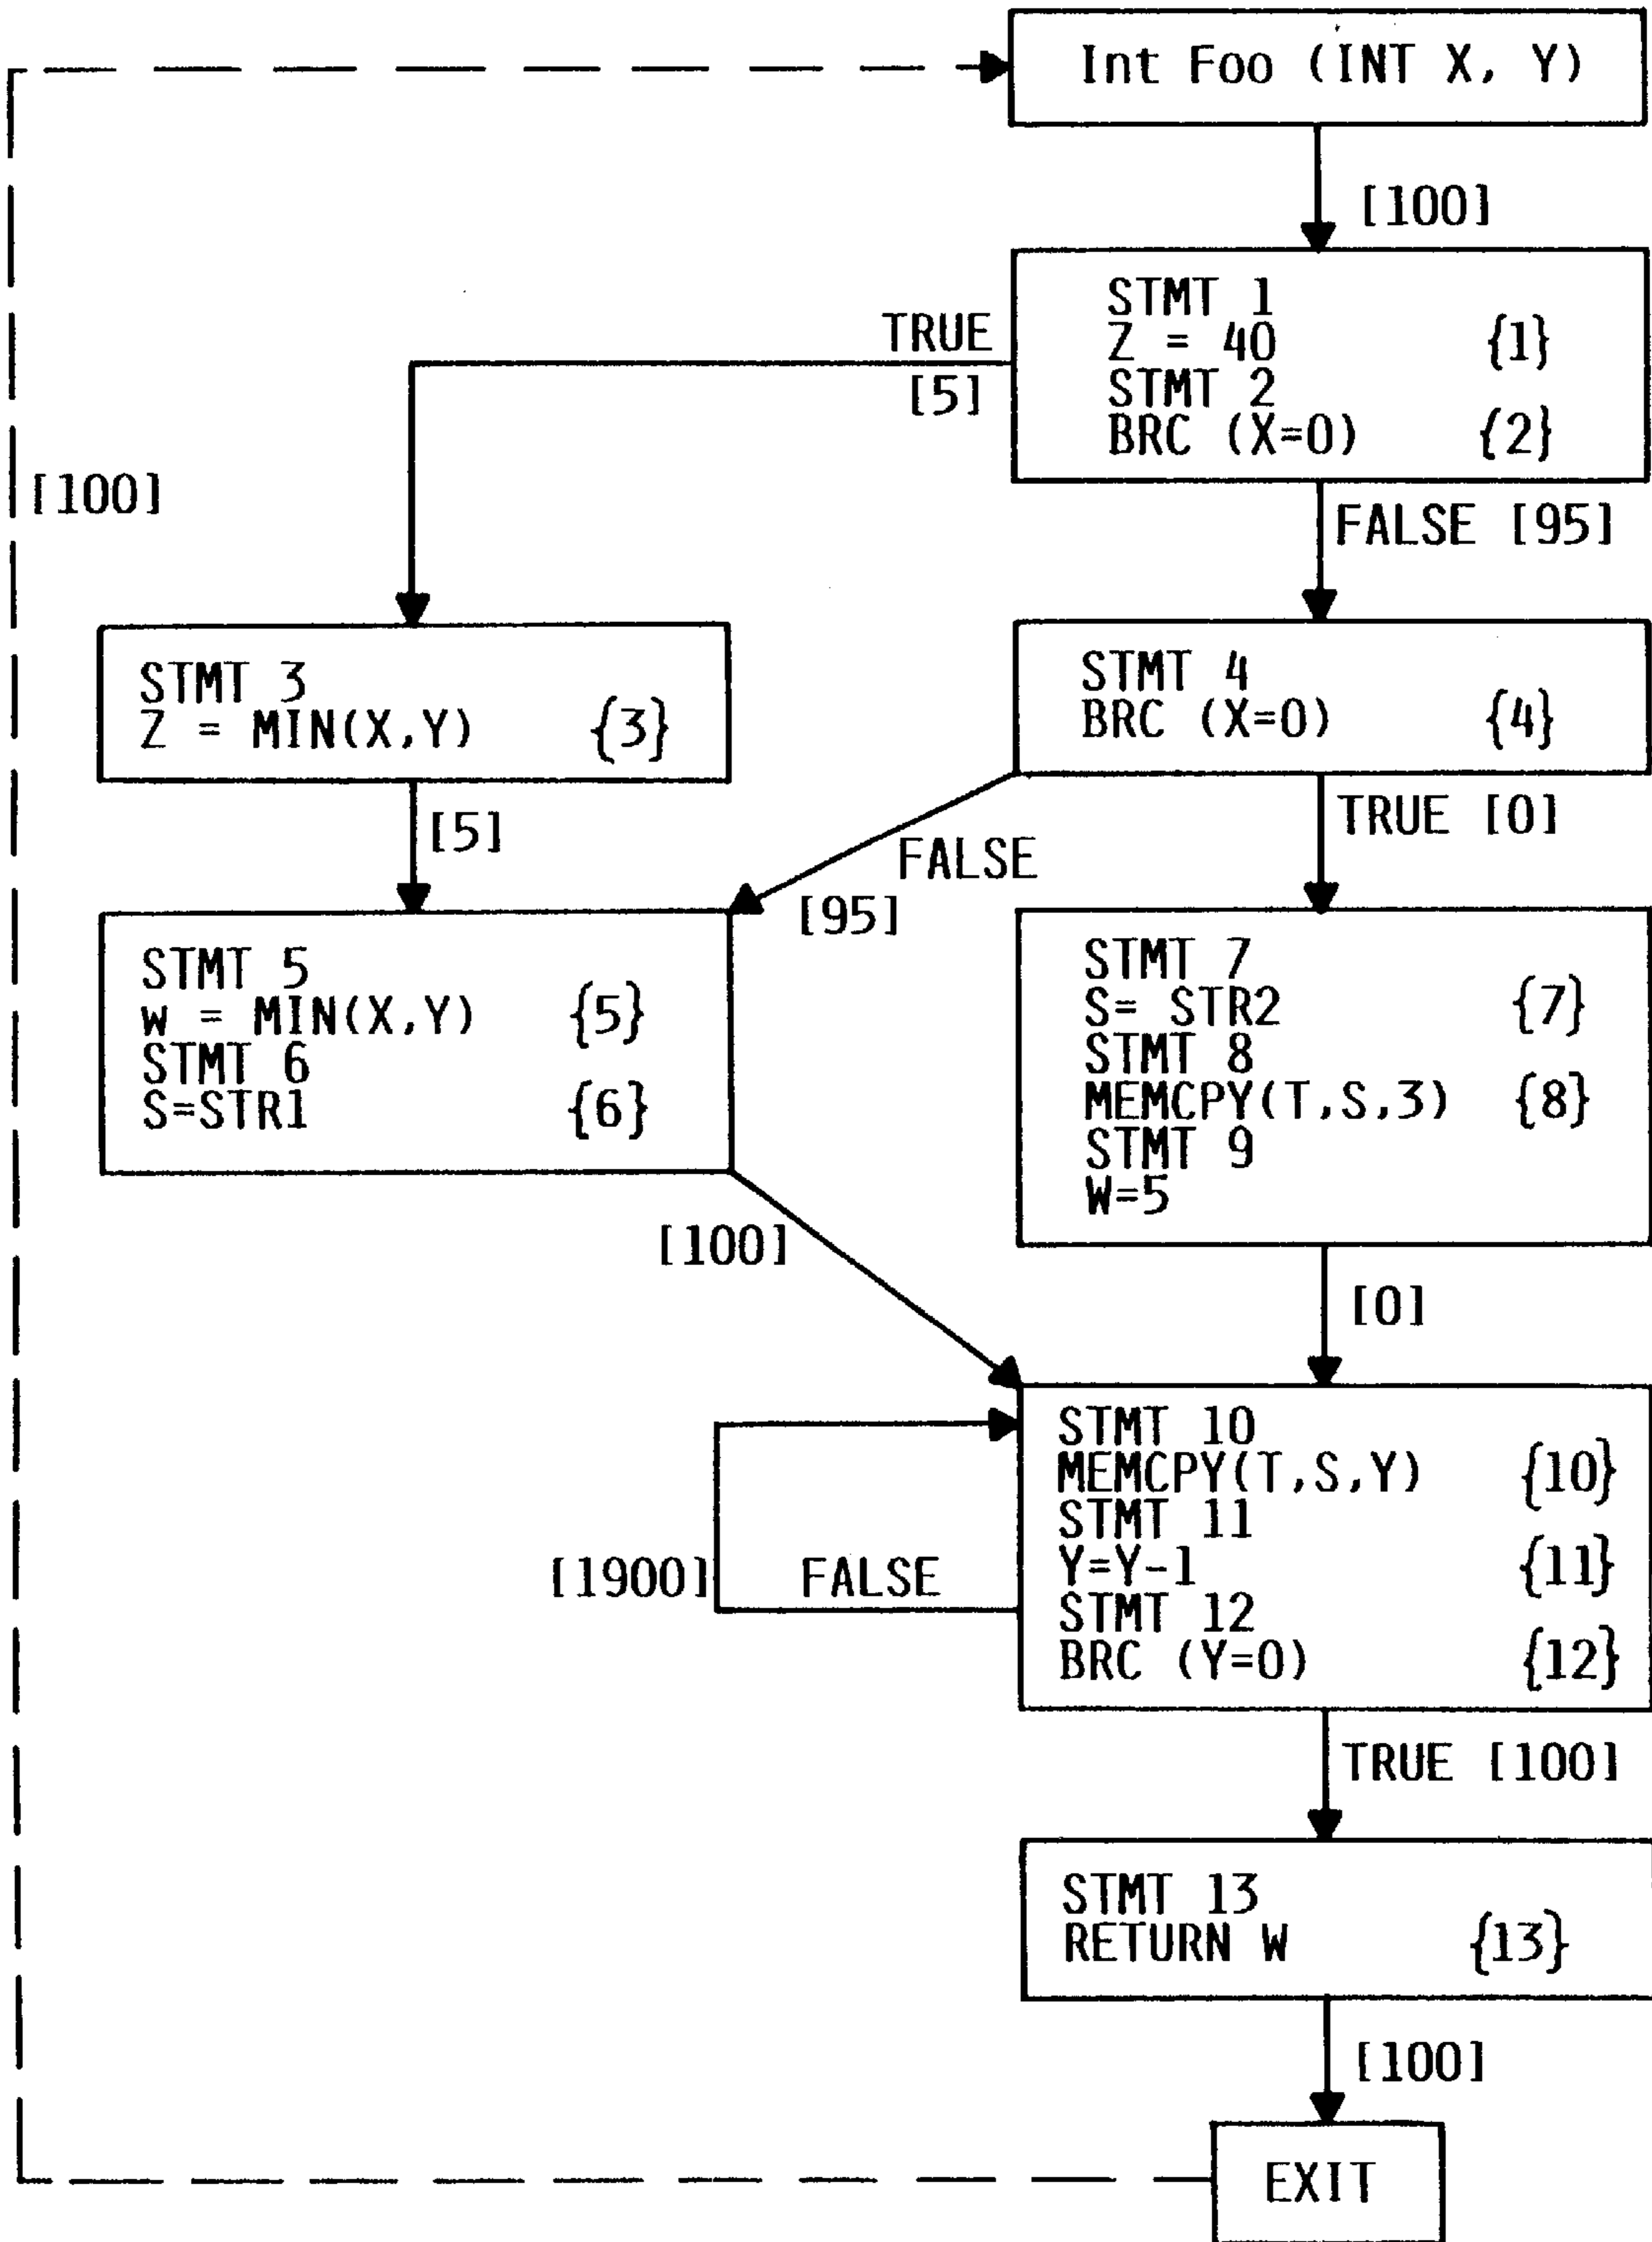 Int Foo (INT X, Y)
[100]
STMT 1
Z = 40 {1}
STMT 2
BRC (X=0) {2}
TRUE
[5]
[100]
FALSE [95]
STMT 3
Z = MIN(X,Y) {3}
STMT 4
BRC (X=0) {4}
[5]
FALSE
[95]
TRUE [0]
STMT 5
w = MIN(X,Y) {5}
STMT 6
S=STR1 {6}
STMT 7
S= STR2 {7}
STMT 8
MEMCPY(T,S,3) {8}
STMT 9
W=5
[100]
[0]
STMT 10
MEMCPY(T,S,Y) {10}
STMT 11
Y=Y-1 {11}
STMT 12
BRC (Y=0) {12}
[1900] FALSE
TRUE [100]
STMT 13
RETURN W {13}
[100]
EXIT